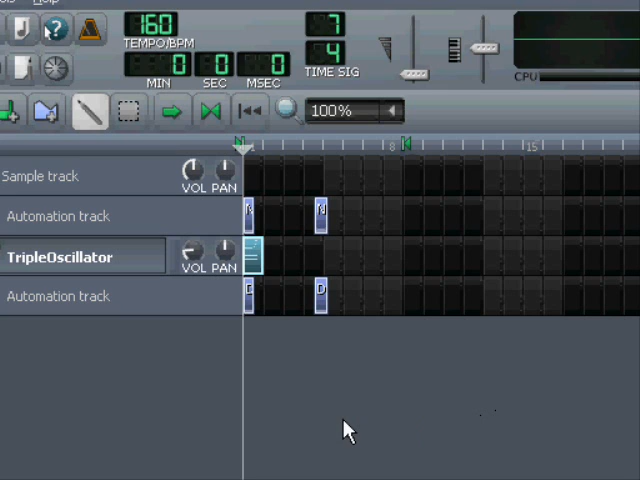 Help
160
TEMPO/BPM
7
4
TIME SIG
0 0 0
MIN SEC MSEC
CPU
100%
8 15
Sample track
VOL PAN
Automation track
N N
TripleOscillator
VOL PAN
Automation track
D D